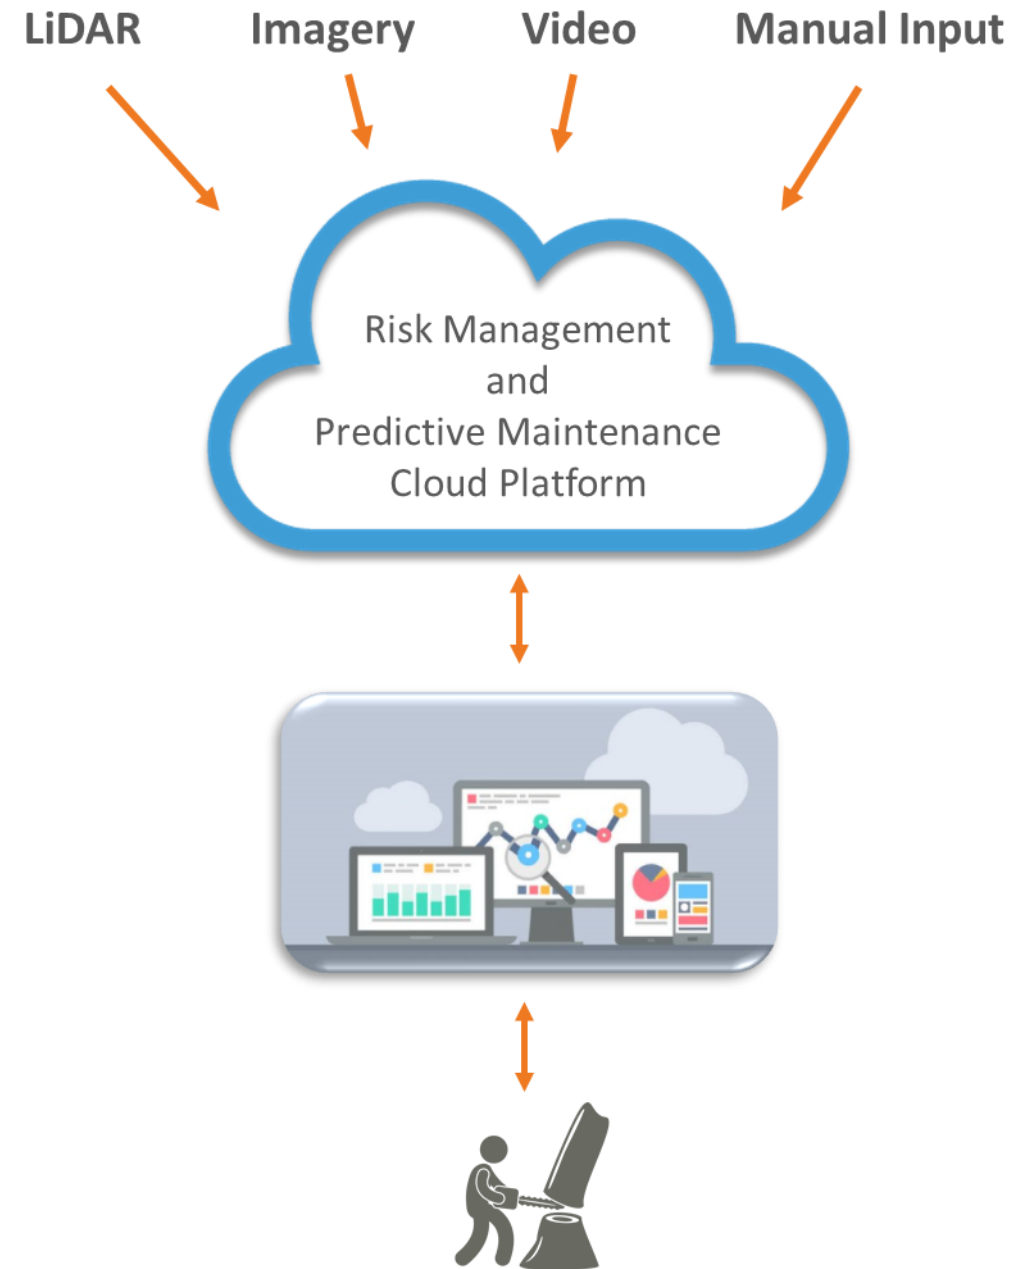 LiDAR Imagery Video Manual Input
Risk Management
and
Predictive Maintenance
Cloud Platform